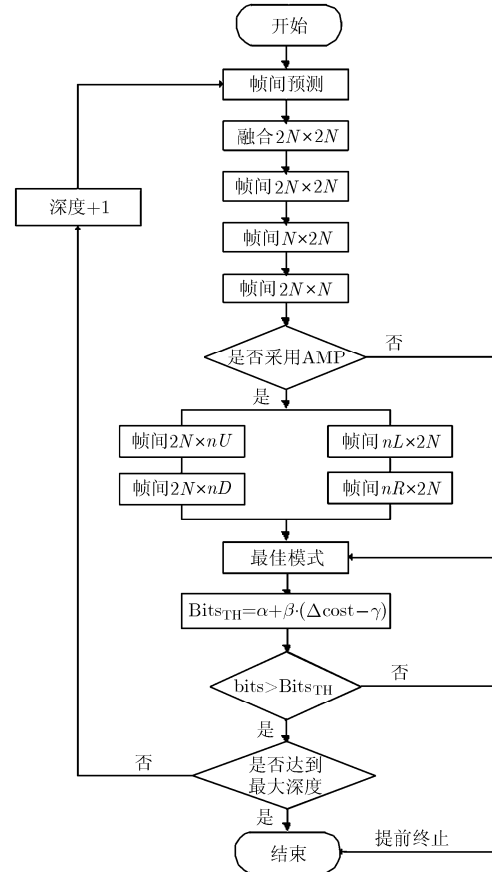 开始
帧间预测
融合2N×2N
深度+1
帧间2N×2N
帧间N×2N
帧间2N×N
是否采用AMP
否
是
帧间2N×nU
帧间nL×2N
帧间2N×nD
帧间nR×2N
最佳模式
Bits_TH=α+β·(Δcost−γ)
bits>Bits_TH
否
是
否
是否达到
最大深度
是
提前终止
结束